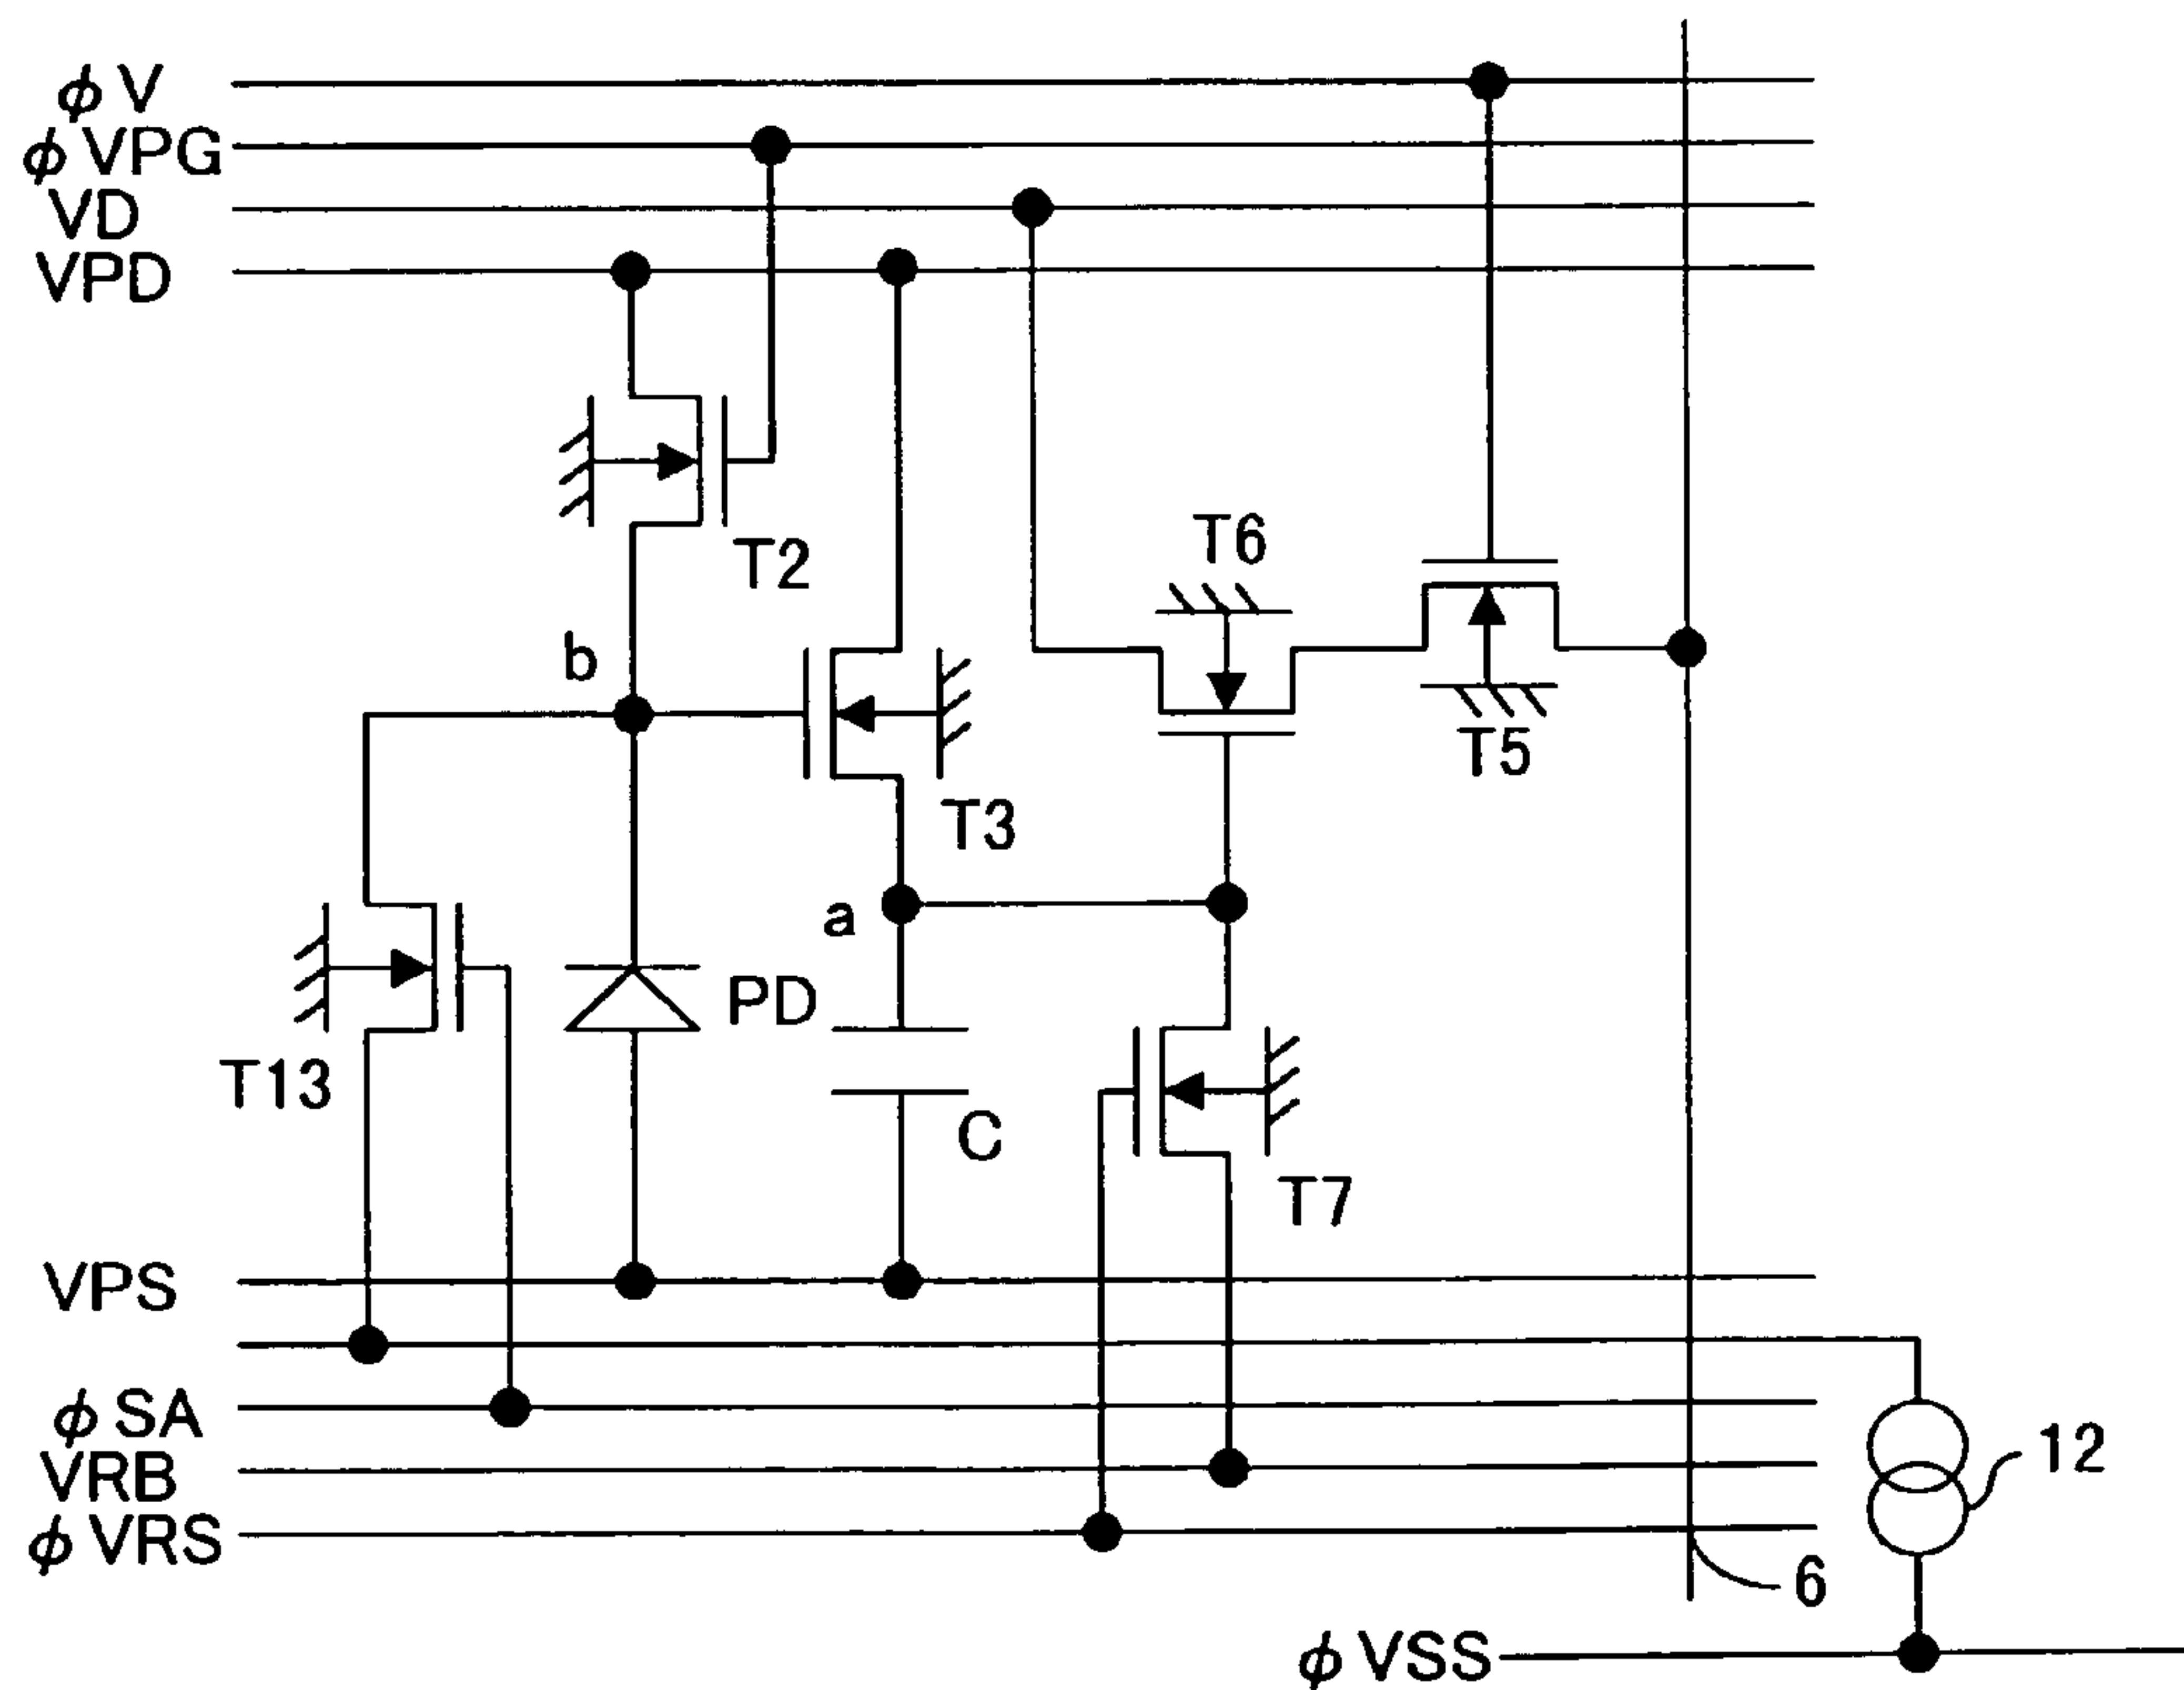 φV
φVPG
VD
VPD
T6
T2
b
T5
T3
a
PD
T13
C
T7
VPS
φSA
12
VRB
φVRS
6
φVSS